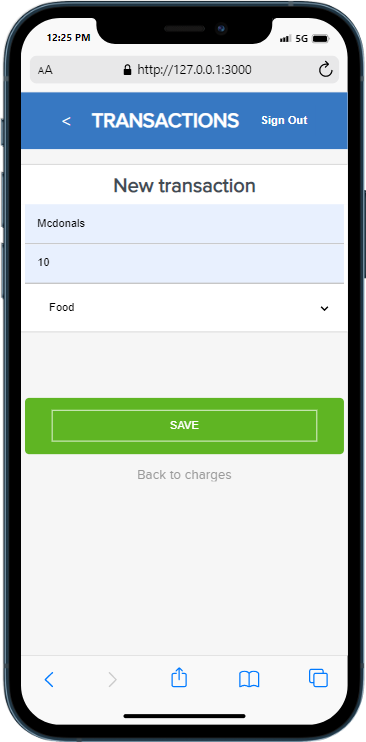 12:25 PM 5G
AA http://127.0.0.1:3000
< TRANSACTIONS Sign Out
New transaction
Mcdonals
10
Food
SAVE
Back to charges